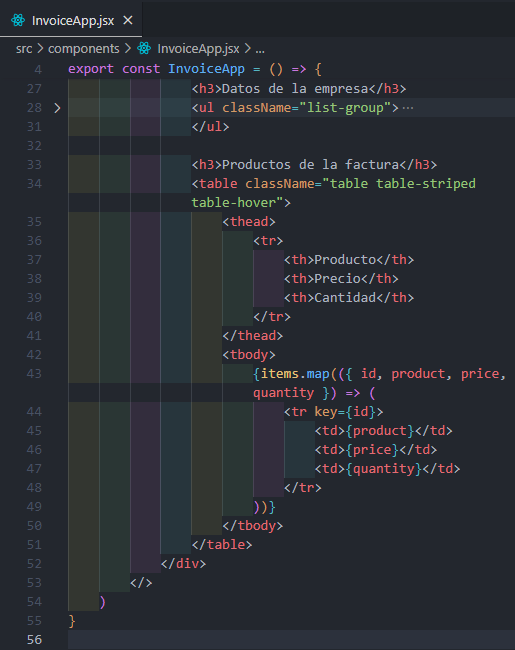 InvoiceApp.jsx ×
src > components > InvoiceApp.jsx > ...
4 export const InvoiceApp = () => {
27 <h3>Datos de la empresa</h3>
28 > <ul className="list-group"> ...
31 </ul>
32
33 <h3>Productos de la factura</h3>
34 <table className="table table-striped
table-hover">
35 <thead>
36 <tr>
37 <th>Producto</th>
38 <th>Precio</th>
39 <th>Cantidad</th>
40 </tr>
41 </thead>
42 <tbody>
43 {items.map(({ id, product, price,
quantity }) => (
44 <tr key={id}>
45 <td>{product}</td>
46 <td>{price}</td>
47 <td>{quantity}</td>
48 </tr>
49 ))}
50 </tbody>
51 </table>
52 </div>
53 </>
54 )
55 }
56